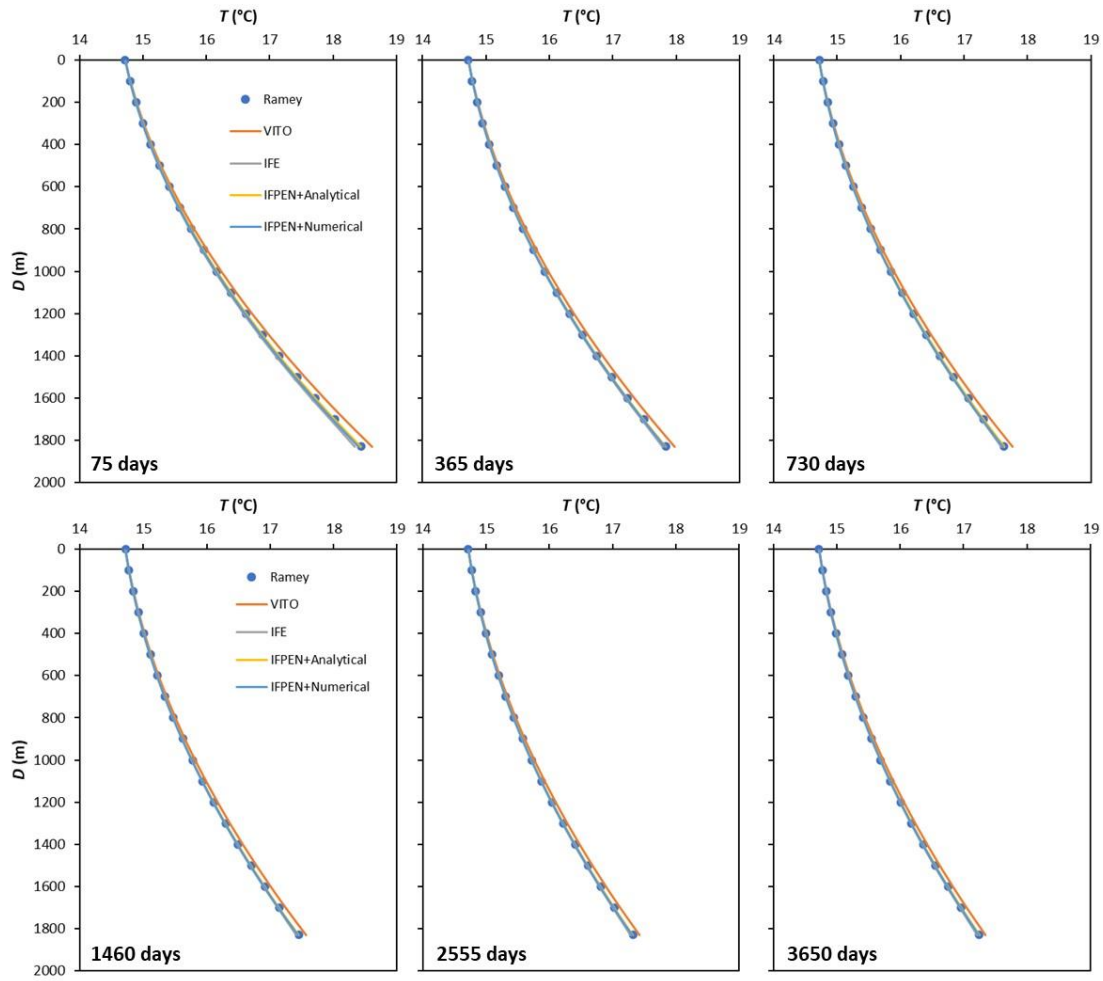 T (°C)
14 15 16 17 18 19
T (°C)
14 15 16 17 18 19
T (°C)
14 15 16 17 18 19
D (m)
0
200
400
600
800
1000
1200
1400
1600
1800
2000
Ramey
VITO
IFE
IFPEN+Analytical
IFPEN+Numerical
75 days
365 days
730 days
T (°C)
14 15 16 17 18 19
T (°C)
14 15 16 17 18 19
T (°C)
14 15 16 17 18 19
D (m)
0
200
400
600
800
1000
1200
1400
1600
1800
2000
Ramey
VITO
IFE
IFPEN+Analytical
IFPEN+Numerical
1460 days
2555 days
3650 days